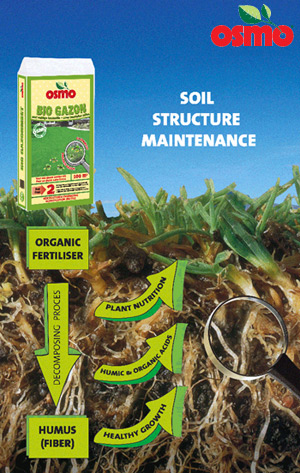 OSMO
OSMO
BIO GAZON
SOIL
STRUCTURE
MAINTENANCE
ORGANIC
FERTILISER
DECOMPOSING PROCES
PLANT NUTRITION
HUMIC & ORGANIC ACIDS
HEALTHY GROWTH
HUMUS
(FIBER)